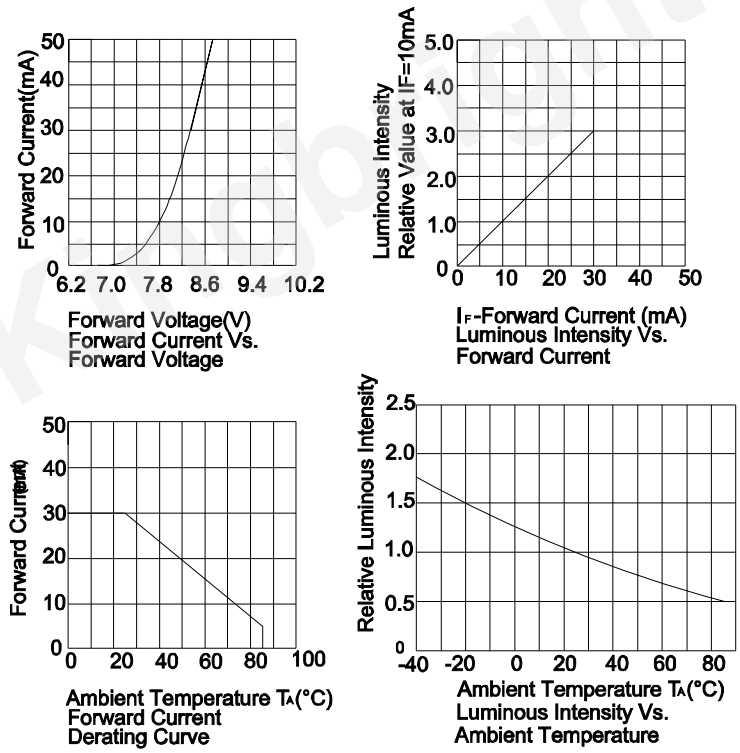 Kingbright
Forward Current(mA)
50
40
30
20
10
0
6.2 7.0 7.8 8.6 9.4 10.2
Forward Voltage(V)
Forward Current Vs.
Forward Voltage
Luminous Intensity
Relative Value at IF=10mA
5.0
4.0
3.0
2.0
1.0
0
0 10 20 30 40 50
IF-Forward Current (mA)
Luminous Intensity Vs.
Forward Current
Forward Current
50
40
30
20
10
0
0 20 40 60 80 100
Ambient Temperature TA(°C)
Forward Current
Derating Curve
Relative Luminous Intensity
2.5
2.0
1.5
1.0
0.5
0
-40 -20 0 20 40 60 80
Ambient Temperature TA(°C)
Luminous Intensity Vs.
Ambient Temperature